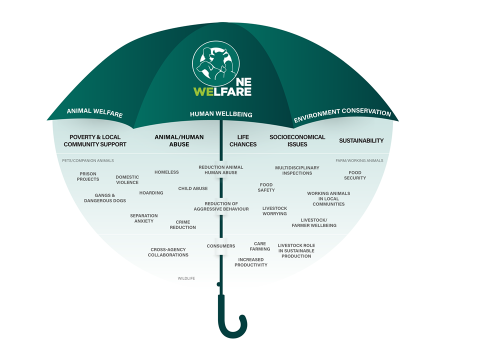 ONE
WELFARE
ANIMAL WELFARE
HUMAN WELLBEING
ENVIRONMENT CONSERVATION
POVERTY & LOCAL
COMMUNITY SUPPORT
ANIMAL/HUMAN
ABUSE
LIFE
CHANCES
SOCIOECONOMICAL
ISSUES
SUSTAINABILITY
PETS/COMPANION ANIMALS
FARM/WORKING ANIMALS
PRISON
PROJECTS
DOMESTIC
VIOLENCE
HOMELESS
REDUCTION ANIMAL
HUMAN ABUSE
MULTIDISCIPLINARY
INSPECTIONS
FOOD
SECURITY
GANGS &
DANGEROUS DOGS
HOARDING
CHILD ABUSE
FOOD
SAFETY
WORKING ANIMALS
IN LOCAL
COMMUNITIES
REDUCTION OF
AGGRESSIVE BEHAVIOUR
LIVESTOCK
WORRYING
SEPARATION
ANXIETY
CRIME
REDUCTION
LIVESTOCK/
FARMER WELLBEING
CROSS-AGENCY
COLLABORATIONS
CONSUMERS
CARE
FARMING
LIVESTOCK ROLE
IN SUSTAINABLE
PRODUCTION
INCREASED
PRODUCTIVITY
WILDLIFE